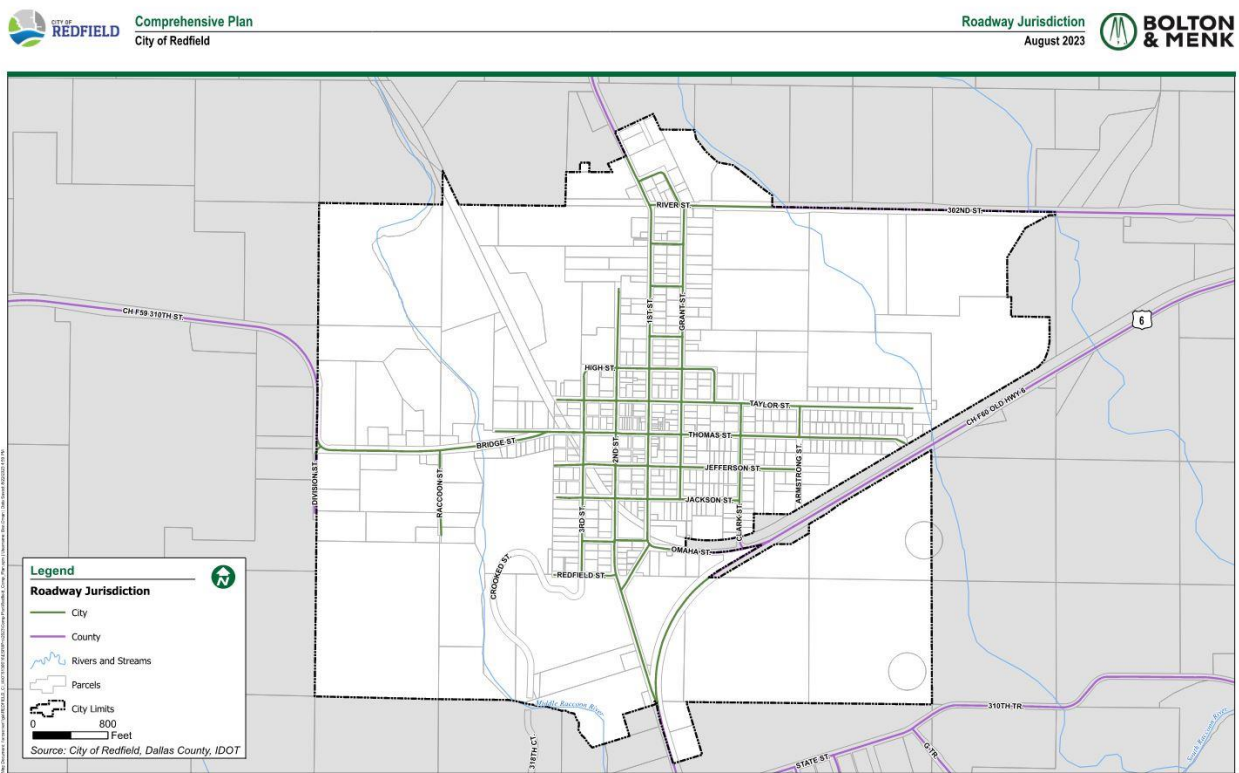 CITY OF
REDFIELD
Comprehensive Plan
City of Redfield
Roadway Jurisdiction
August 2023
BOLTON
& MENK
RIVER ST.
302ND ST.
1ST ST.
GRANT ST.
CH F59 310TH ST.
6
HIGH ST.
CH F60 OLD HWY 6
TAYLOR ST.
THOMAS ST.
BRIDGE ST
2ND ST.
JEFFERSON ST.
ARMSTRONG ST.
DIVISION ST.
RACCOON ST.
JACKSON ST.
3RD ST.
CLARK ST.
OMAHA ST.
CROOKED ST.
REDFIELD ST.
Legend
N
Roadway Jurisdiction
City
County
Rivers and Streams
Parcels
City Limits
0 800
Feet
Source: City of Redfield, Dallas County, IDOT
Middle Raccoon River
310TH TR.
318TH CT.
STATE ST.
G TR.
South Raccoon River